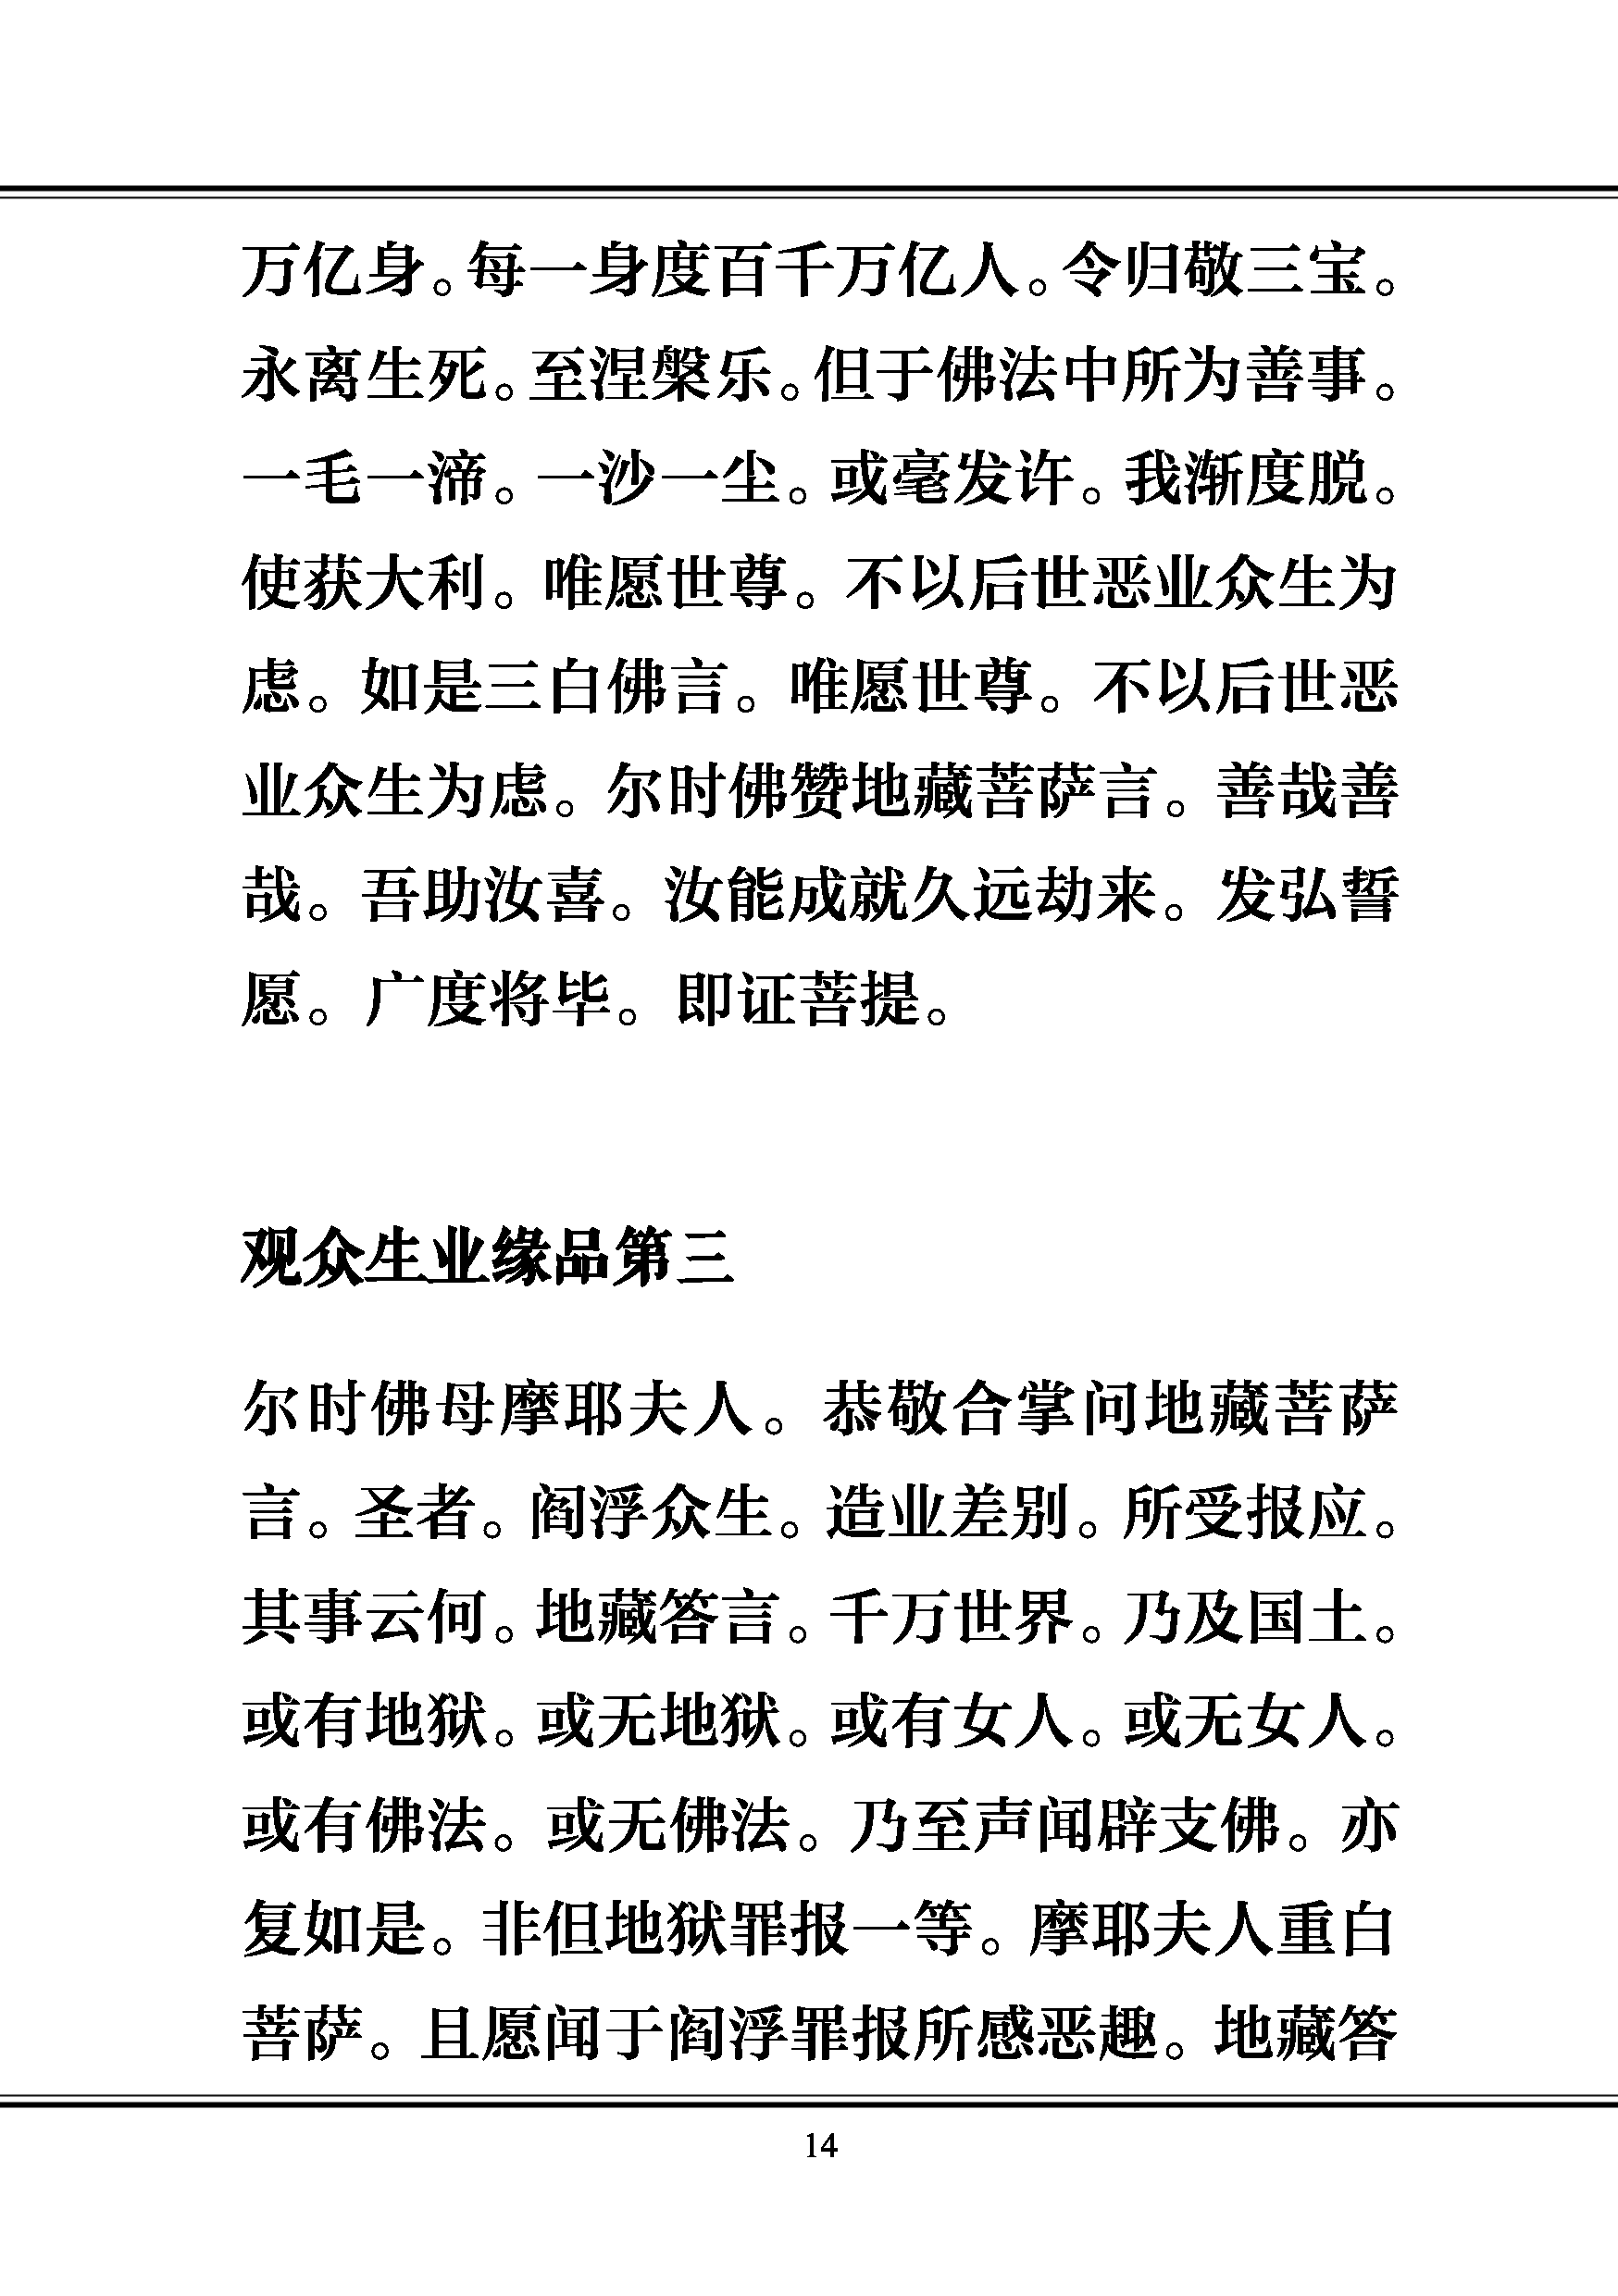 万亿身。每一身度百千万亿人。令归敬三宝。
永离生死。至涅槃乐。但于佛法中所为善事。
一毛一渧。一沙一尘。或毫发许。我渐度脱。
使获大利。唯愿世尊。不以后世恶业众生为
虑。如是三白佛言。唯愿世尊。不以后世恶
业众生为虑。尔时佛赞地藏菩萨言。善哉善
哉。吾助汝喜。汝能成就久远劫来。发弘誓
愿。广度将毕。即证菩提。
观众生业缘品第三
尔时佛母摩耶夫人。恭敬合掌问地藏菩萨
言。圣者。阎浮众生。造业差别。所受报应。
其事云何。地藏答言。千万世界。乃及国土。
或有地狱。或无地狱。或有女人。或无女人。
或有佛法。或无佛法。乃至声闻辟支佛。亦
复如是。非但地狱罪报一等。摩耶夫人重白
菩萨。且愿闻于阎浮罪报所感恶趣。地藏答
14